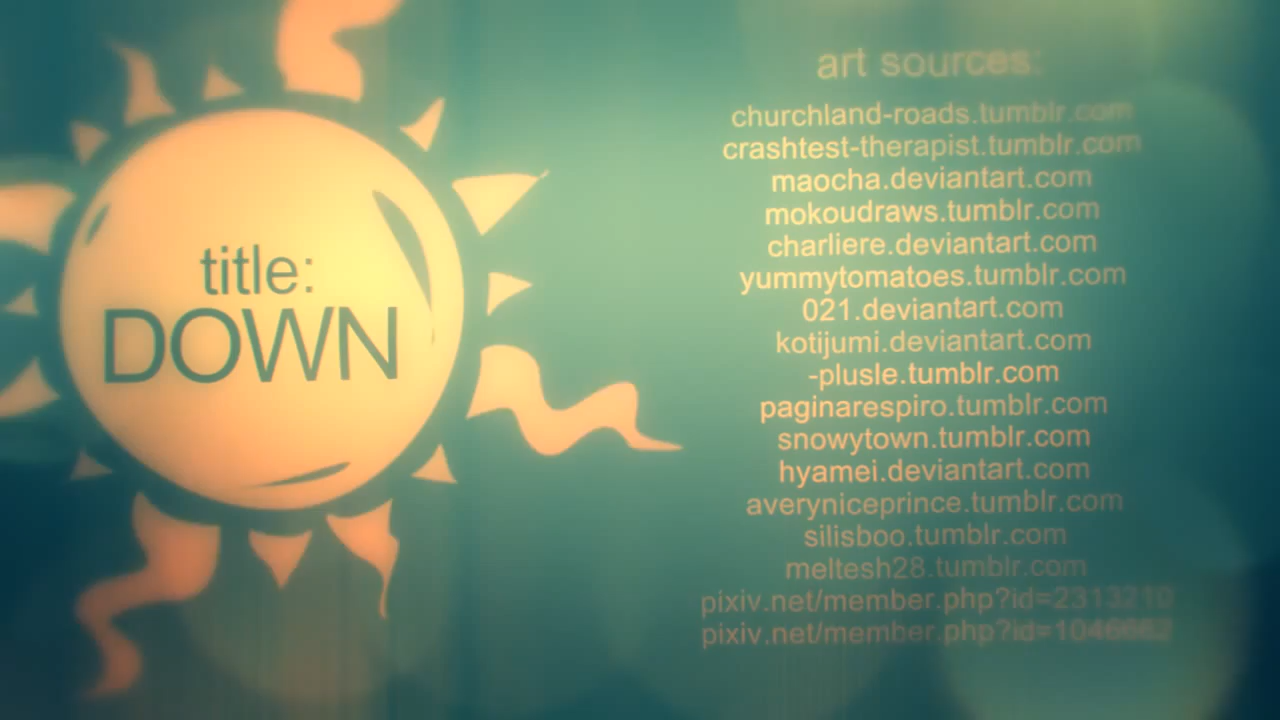 title:
DOWN
art sources:
churchland-roads.tumblr.com
crashtest-therapist.tumblr.com
maocha.deviantart.com
mokoudraws.tumblr.com
charliere.deviantart.com
yummytomatoes.tumblr.com
021.deviantart.com
kotijumi.deviantart.com
-plusle.tumblr.com
paginarespiro.tumblr.com
snowytown.tumblr.com
hyamei.deviantart.com
averyniceprince.tumblr.com
silisboo.tumblr.com
meltesh28.tumblr.com
pixiv.net/member.php?id=2313210
pixiv.net/member.php?id=1046662